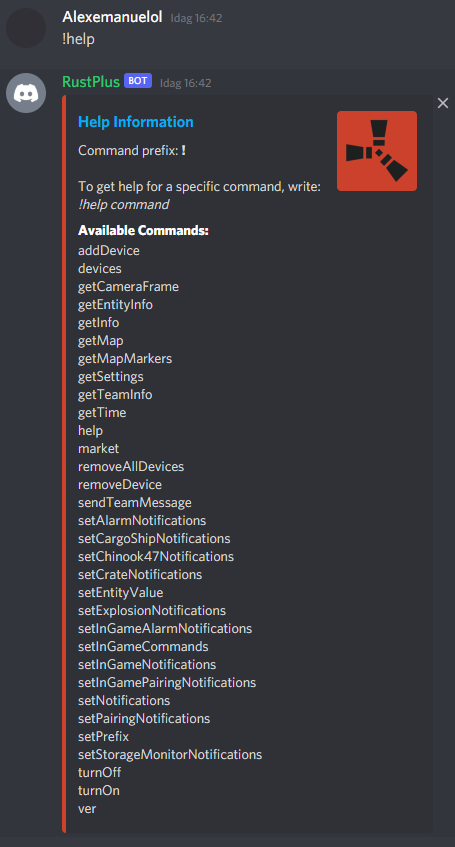 Alexemanuelol Idag 16:42
!help
RustPlus BOT Idag 16:42
Help Information
Command prefix: !
To get help for a specific command, write:
!help command
Available Commands:
addDevice
devices
getCameraFrame
getEntityInfo
getInfo
getMap
getMapMarkers
getSettings
getTeamInfo
getTime
help
market
removeAllDevices
removeDevice
sendTeamMessage
setAlarmNotifications
setCargoShipNotifications
setChinook47Notifications
setCrateNotifications
setEntityValue
setExplosionNotifications
setInGameAlarmNotifications
setInGameCommands
setInGameNotifications
setInGamePairingNotifications
setNotifications
setPairingNotifications
setPrefix
setStorageMonitorNotifications
turnOff
turnOn
ver